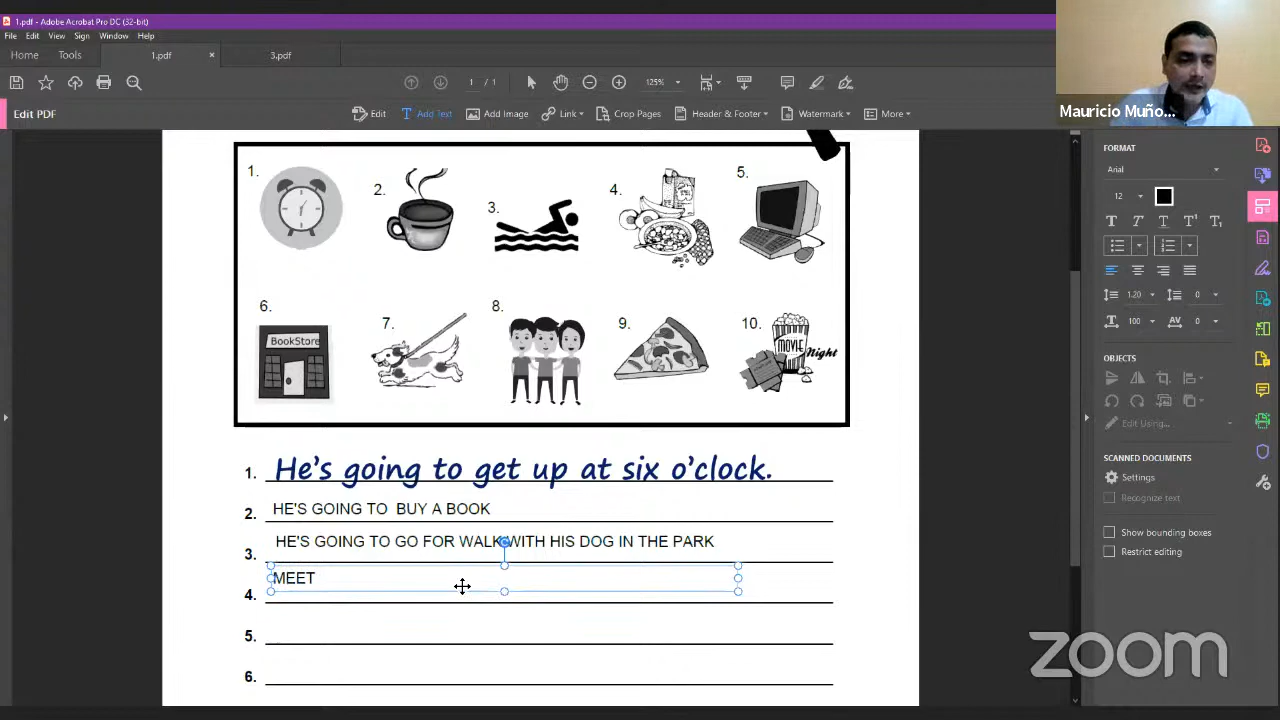 1.pdf - Adobe Acrobat Pro DC (32-bit)
File Edit View Sign Window Help
Home Tools 1.pdf × 3.pdf
1 / 1 125%
Mauricio Muño...
Edit PDF Edit Add Text Add Image Link Crop Pages Header & Footer Watermark More
FORMAT
Arial
12
1.20 0
100 AV 0
OBJECTS
Edit Using...
SCANNED DOCUMENTS
Settings
Recognize text
Show bounding boxes
Restrict editing
1. 2. 3. 4. 5.
6. 7. 8. 9. 10.
BookStore
MOVIE Night
1. He's going to get up at six o'clock.
2. HE'S GOING TO  BUY A BOOK
3. HE'S GOING TO GO FOR WALK WITH HIS DOG IN THE PARK
4. MEET
5.
6.
zoom